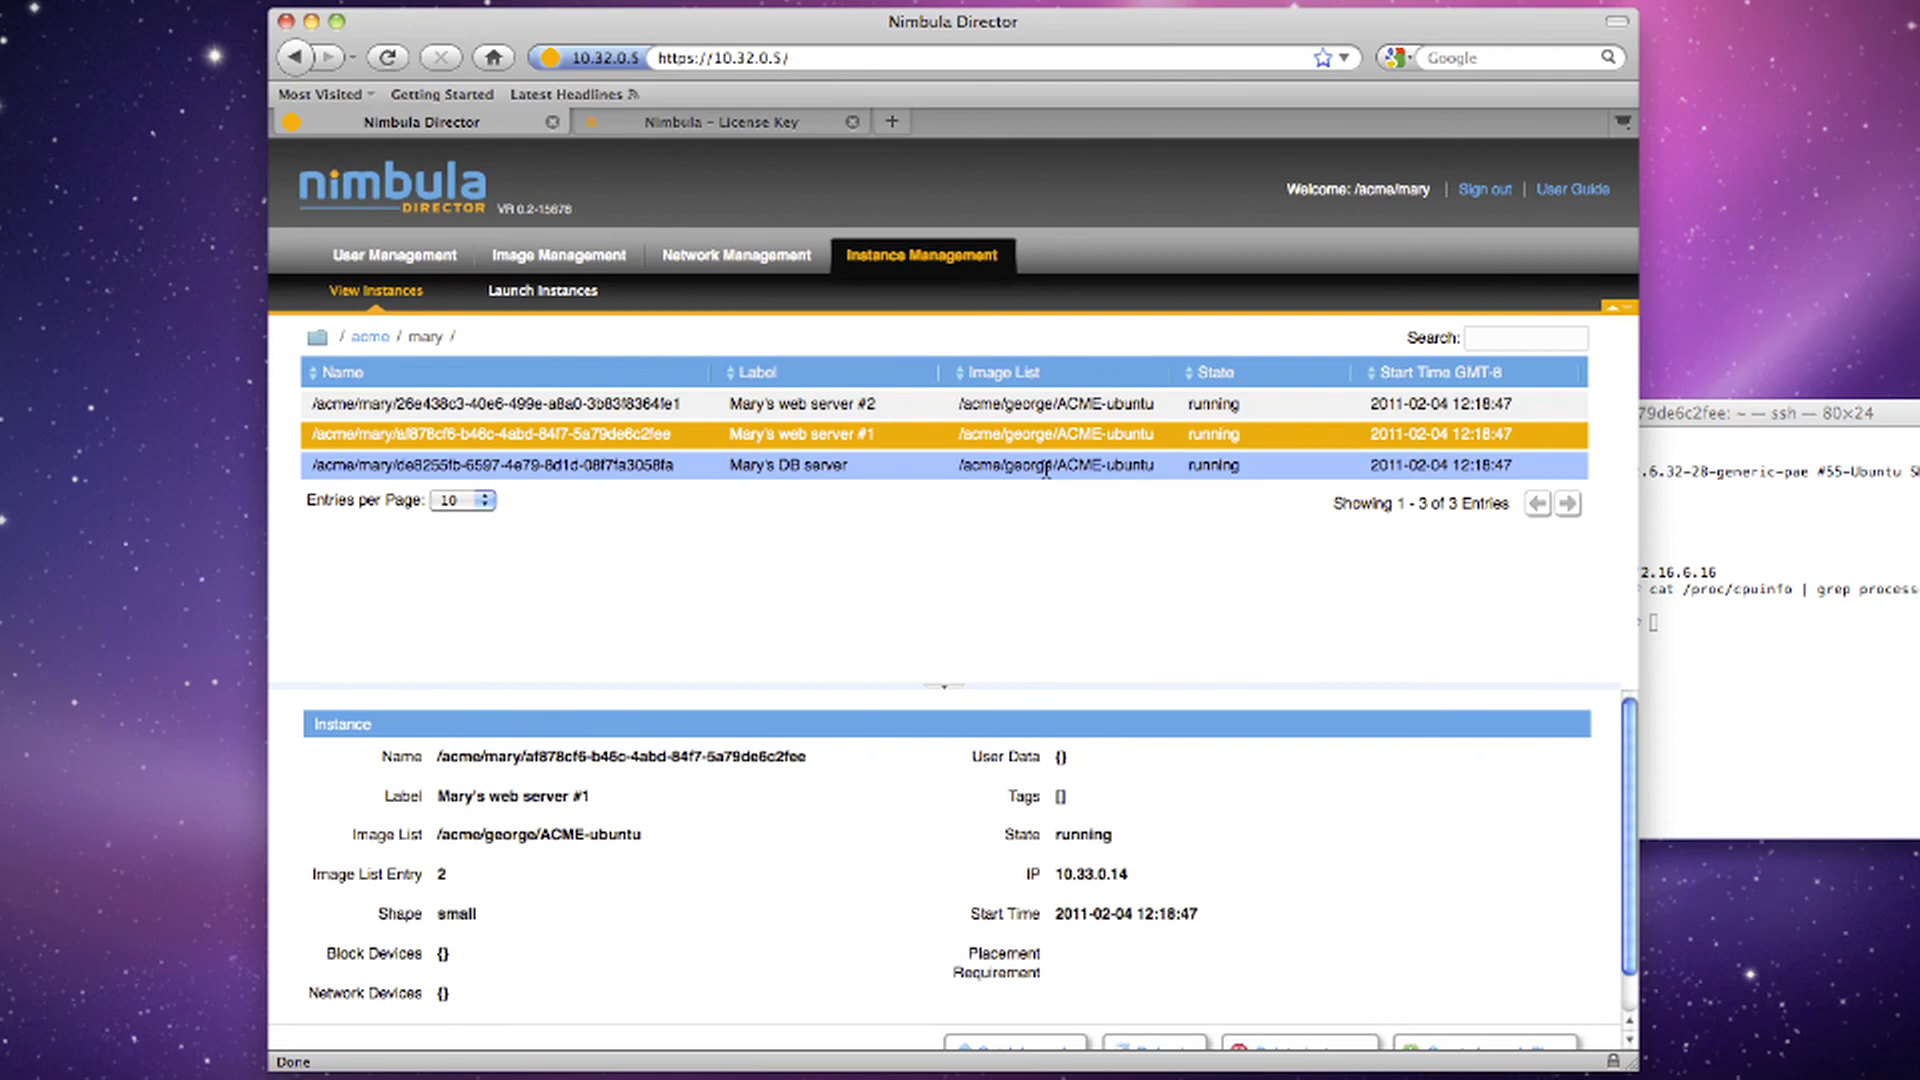 Nimbula Director
10.32.0.5 https://10.32.0.5/ Google
Most Visited Getting Started Latest Headlines
Nimbula Director Nimbula – License Key
nimbula
DIRECTOR VR 0.2-15678
Welcome: /acme/mary | Sign out | User Guide
User Management Image Management Network Management Instance Management
View Instances Launch Instances
/ acme / mary / Search:
Name Label Image List State Start Time GMT-8
/acme/mary/26e438c3-40e6-499e-a8a0-3b83f8364fe1 Mary's web server #2 /acme/george/ACME-ubuntu running 2011-02-04 12:18:47
/acme/mary/af878cf6-b46c-4abd-84f7-5a79de6c2fee Mary's web server #1 /acme/george/ACME-ubuntu running 2011-02-04 12:18:47
/acme/mary/de8255fb-6597-4e79-8d1d-08f7fa3058fa Mary's DB server /acme/george/ACME-ubuntu running 2011-02-04 12:18:47
Entries per Page: 10 Showing 1 - 3 of 3 Entries
79de6c2fee: ~ — ssh — 80×24
.6.32-28-generic-pae #55-Ubuntu
2.16.6.16
cat /proc/cpuinfo | grep process
Instance
Name /acme/mary/af878cf6-b46c-4abd-84f7-5a79de6c2fee User Data {}
Label Mary's web server #1 Tags []
Image List /acme/george/ACME-ubuntu State running
Image List Entry 2 IP 10.33.0.14
Shape small Start Time 2011-02-04 12:18:47
Block Devices {} Placement Requirement
Network Devices {}
Done